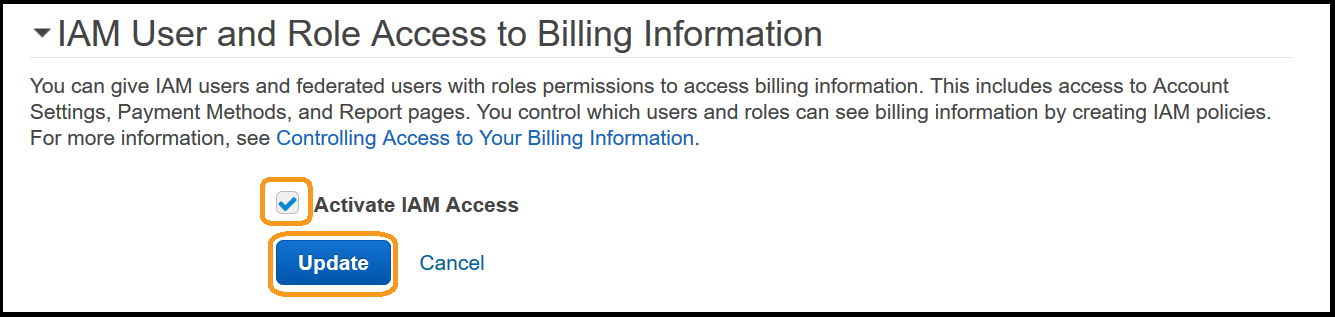 IAM User and Role Access to Billing Information
You can give IAM users and federated users with roles permissions to access billing information. This includes access to Account
Settings, Payment Methods, and Report pages. You control which users and roles can see billing information by creating IAM policies.
For more information, see Controlling Access to Your Billing Information.
Activate IAM Access
Update Cancel